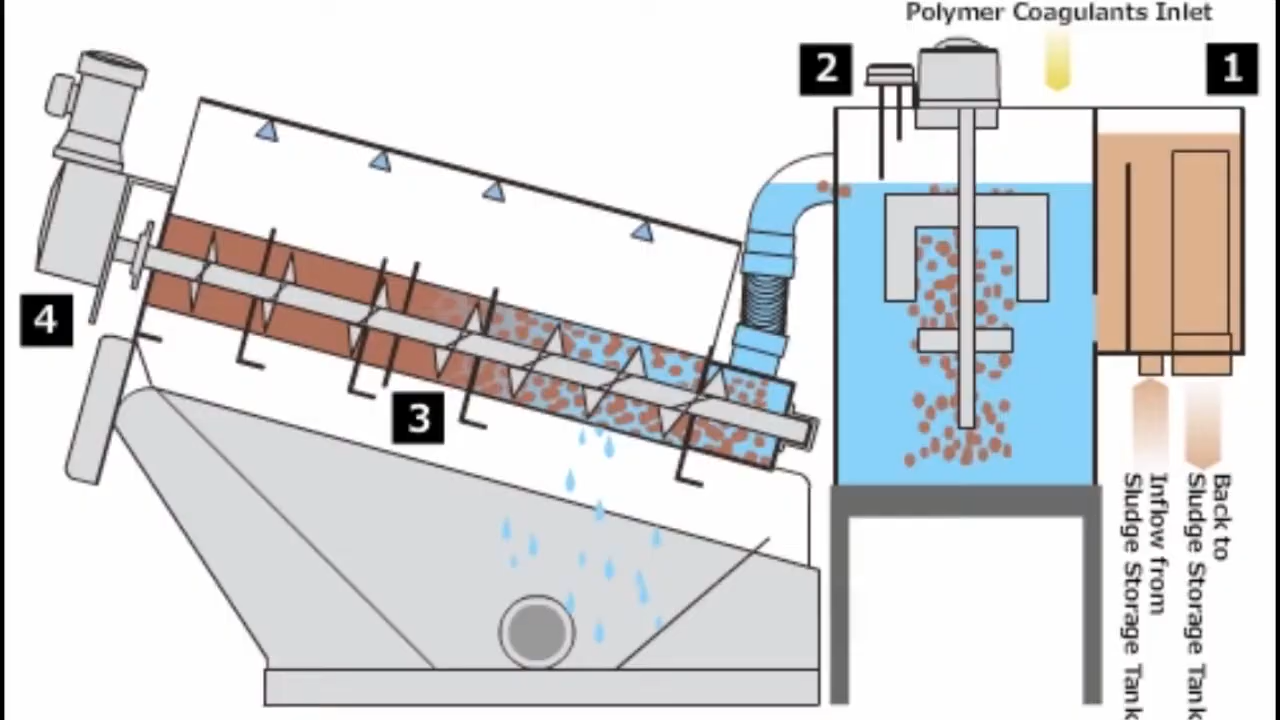 Polymer Coagulants Inlet
2
1
4
3
Inflow from
Sludge Storage Tank
Back to
Sludge Storage Tank